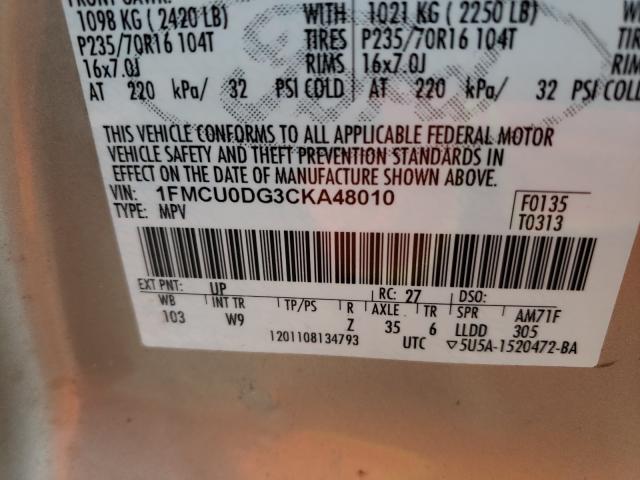 1098 KG ( 2420 LB) WITH 1021 KG ( 2250 LB) WITH
P235/70R16 104T TIRES P235/70R16 104T TIRE
16x7.0J RIMS 16x7.0J RIM
AT 220 kPa/ 32 PSI COLD AT 220 kPa/ 32 PSI COLD
THIS VEHICLE CONFORMS TO ALL APPLICABLE FEDERAL MOTOR
VEHICLE SAFETY AND THEFT PREVENTION STANDARDS IN
EFFECT ON THE DATE OF MANUFACTURE SHOWN ABOVE.
VIN: 1FMCU0DG3CKA48010 F0135
TYPE: MPV T0313
EXT PNT: UP RC: 27 DSO:
WB INT TR TP/PS R AXLE TR SPR AM71F
103 W9 Z 35 6 LLDD 305
1201108134793 UTC ▽5U5A-1520472-BA